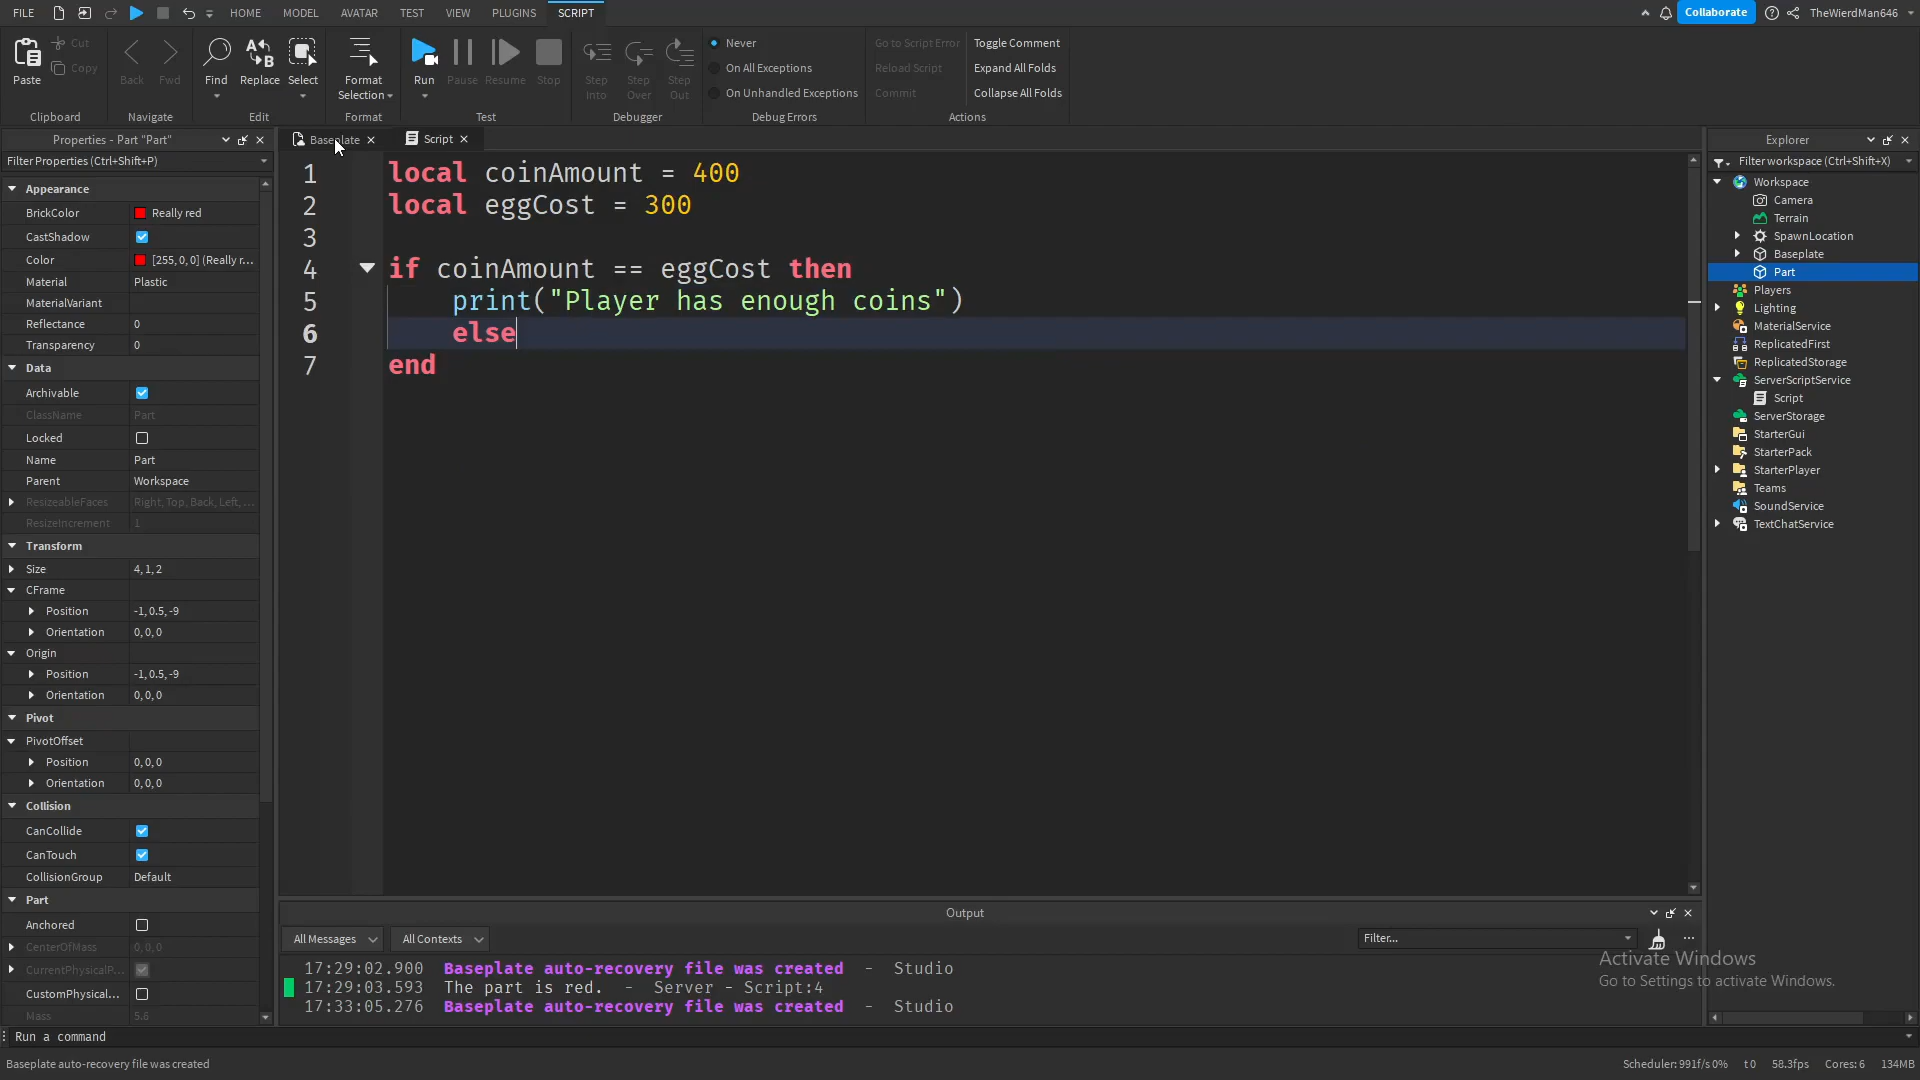 FILE HOME MODEL AVATAR TEST VIEW PLUGINS SCRIPT Collaborate TheWierdMan646
Cut
Copy
Paste Back Fwd Find Replace Select Format Selection Run Pause Resume Stop Step Into Step Over Step Out
Never
On All Exceptions
On Unhandled Exceptions
Go to Script Error Toggle Comment
Reload Script Expand All Folds
Commit Collapse All Folds
Clipboard Navigate Edit Format Test Debugger Debug Errors Actions
Properties - Part "Part"
Filter Properties (Ctrl+Shift+P)
Appearance
BrickColor Really red
CastShadow
Color [255, 0, 0] (Really r...
Material Plastic
MaterialVariant
Reflectance 0
Transparency 0
Data
Archivable
ClassName Part
Locked
Name Part
Parent Workspace
ResizeableFaces Right, Top, Back, Left, ...
ResizeIncrement 1
Transform
Size 4, 1, 2
CFrame
Position -1, 0.5, -9
Orientation 0, 0, 0
Origin
Position -1, 0.5, -9
Orientation 0, 0, 0
Pivot
PivotOffset
Position 0, 0, 0
Orientation 0, 0, 0
Collision
CanCollide
CanTouch
CollisionGroup Default
Part
Anchored
CenterOfMass 0, 0, 0
CurrentPhysicalP...
CustomPhysical...
Mass 5.6
Baseplate Script
1 local coinAmount = 400
2 local eggCost = 300
3
4 if coinAmount == eggCost then
5 print("Player has enough coins")
6 else
7 end
Output
All Messages All Contexts Filter...
17:29:02.900 Baseplate auto-recovery file was created - Studio
17:29:03.593 The part is red. - Server - Script:4
17:33:05.276 Baseplate auto-recovery file was created - Studio
Explorer
Filter workspace (Ctrl+Shift+X)
Workspace
Camera
Terrain
SpawnLocation
Baseplate
Part
Players
Lighting
MaterialService
ReplicatedFirst
ReplicatedStorage
ServerScriptService
Script
ServerStorage
StarterGui
StarterPack
StarterPlayer
Teams
SoundService
TextChatService
Activate Windows
Go to Settings to activate Windows.
Run a command
Baseplate auto-recovery file was created
Scheduler: 991f/s 0% t 0 58.3fps Cores: 6 134MB